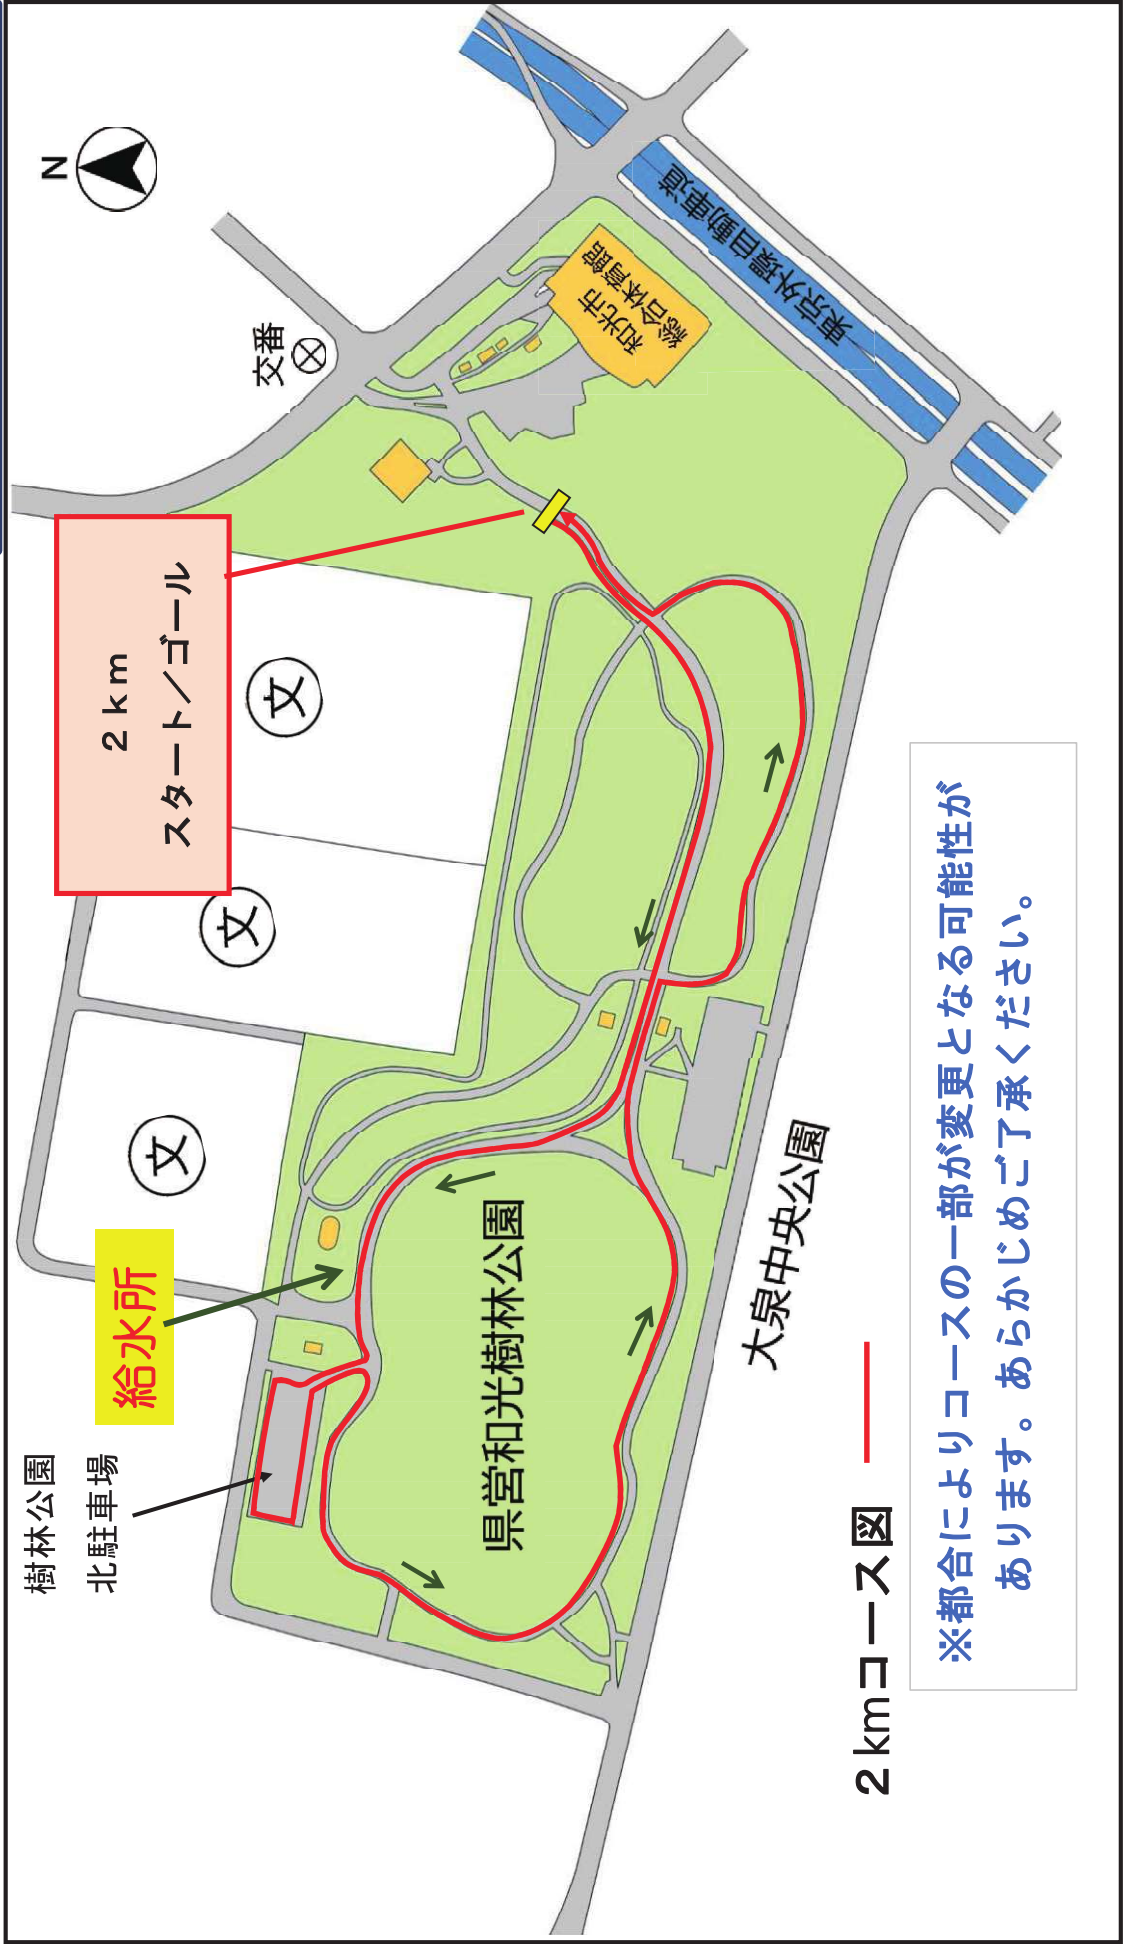 樹林公園
北駐車場
給水所
2km
スタート/ゴール
交番
N
文
文
文
和光市
総合体育館
東京外環自動車道
県営和光樹林公園
大泉中央公園
2kmコース図
※都合によりコースの一部が変更となる可能性が
あります。あらかじめご了承ください。